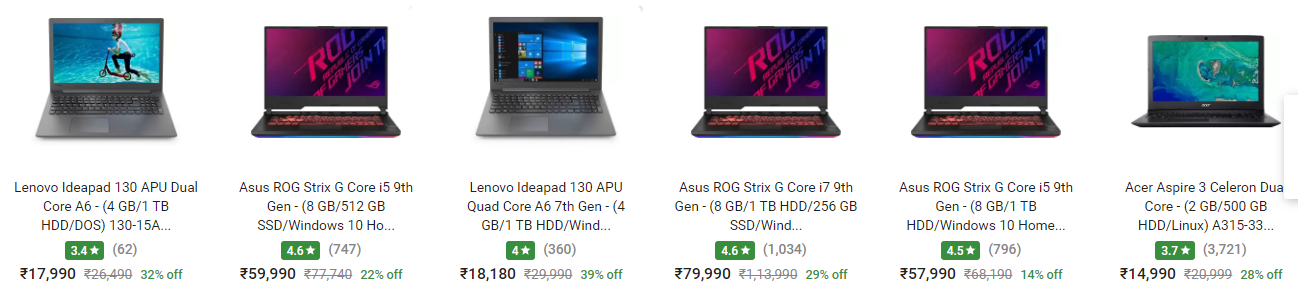 Lenovo Ideapad 130 APU Dual
Core A6 - (4 GB/1 TB
HDD/DOS) 130-15A...
3.4★ (62)
₹17,990 ₹26,490 32% off
ROG
Asus ROG Strix G Core i5 9th
Gen - (8 GB/512 GB
SSD/Windows 10 Ho...
4.6★ (747)
₹59,990 ₹77,740 22% off
Lenovo Ideapad 130 APU
Quad Core A6 7th Gen - (4
GB/1 TB HDD/Wind...
4★ (360)
₹18,180 ₹29,990 39% off
ROG
Asus ROG Strix G Core i7 9th
Gen - (8 GB/1 TB HDD/256 GB
SSD/Wind...
4.6★ (1,034)
₹79,990 ₹1,13,990 29% off
ROG
Asus ROG Strix G Core i5 9th
Gen - (8 GB/1 TB
HDD/Windows 10 Home...
4.5★ (796)
₹57,990 ₹68,190 14% off
acer
Acer Aspire 3 Celeron Dua
Core - (2 GB/500 GB
HDD/Linux) A315-33...
3.7★ (3,721)
₹14,990 ₹20,999 28% off